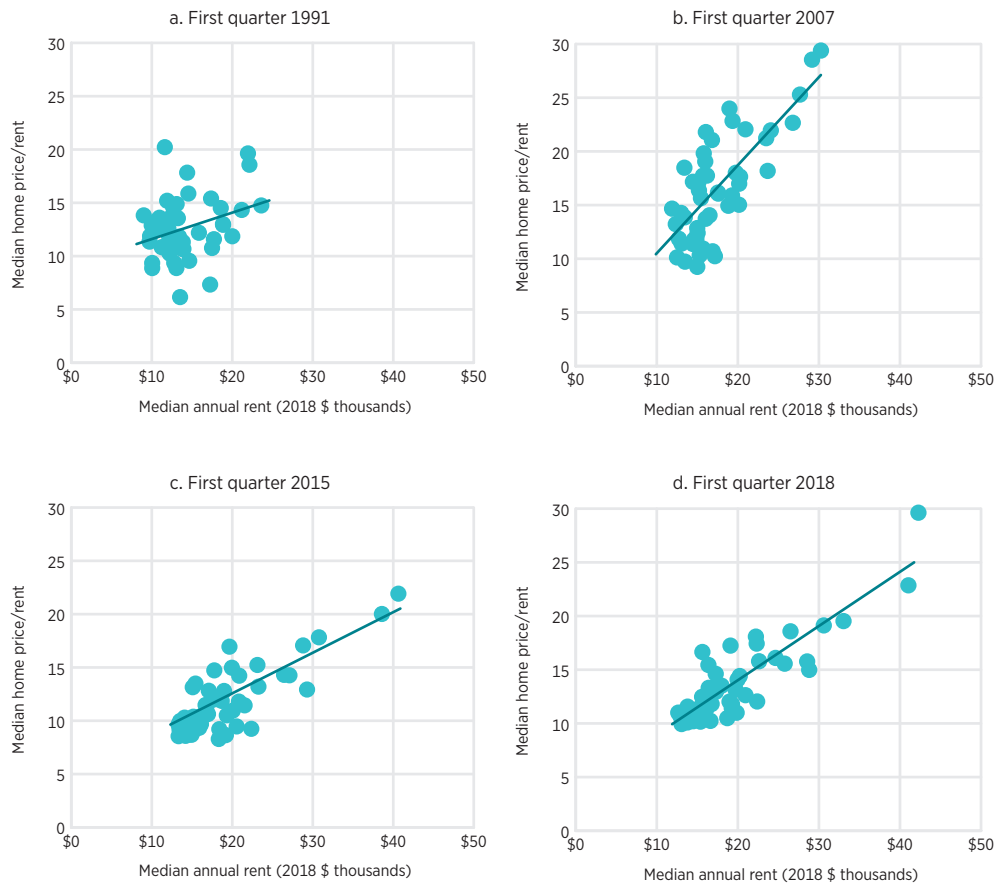 a. First quarter 1991
Median home price/rent
30
25
20
15
10
5
0
$0 $10 $20 $30 $40 $50
Median annual rent (2018 $ thousands)
b. First quarter 2007
Median home price/rent
30
25
20
15
10
5
0
$0 $10 $20 $30 $40 $50
Median annual rent (2018 $ thousands)
c. First quarter 2015
Median home price/rent
30
25
20
15
10
5
0
$0 $10 $20 $30 $40 $50
Median annual rent (2018 $ thousands)
d. First quarter 2018
Median home price/rent
30
25
20
15
10
5
0
$0 $10 $20 $30 $40 $50
Median annual rent (2018 $ thousands)